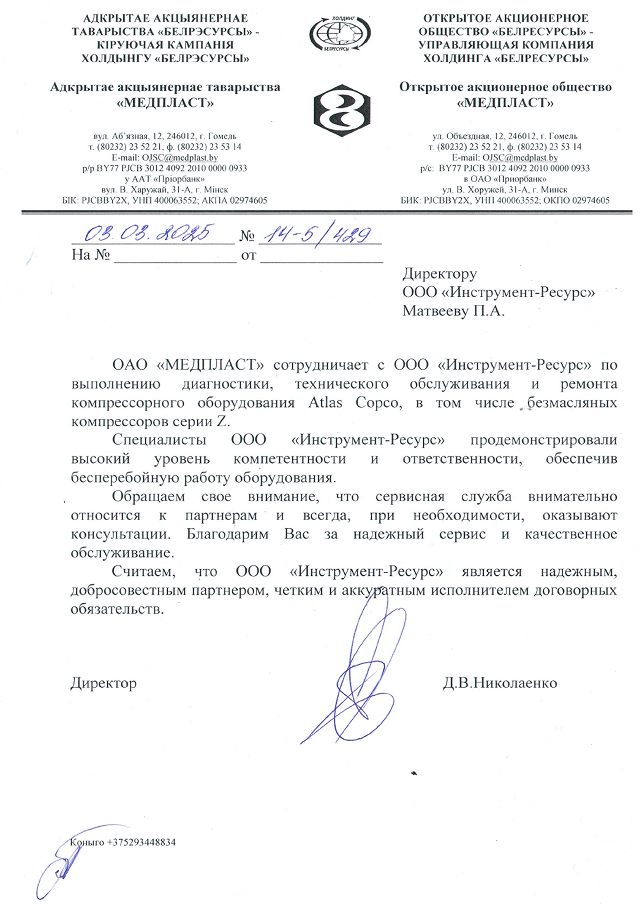 АДКРЫТАЕ АКЦЫЯНЕРНАЕ
ТАВАРЫСТВА «БЕЛРЭСУРСЫ» -
КІРУЮЧАЯ КАМПАНІЯ
ХОЛДЫНГУ «БЕЛРЭСУРСЫ»
Адкрытае акцыянернае таварыства
«МЕДПЛАСТ»
вул. Аб'язная, 12, 246012, г. Гомель
т. (80232) 23 52 21, ф. (80232) 23 53 14
E-mail: OJSC@medplast.by
р/р BY77 PJCB 3012 4092 2010 0000 0933
у ААТ «Пріорбанк»
вул. В. Харужай, 31-А, г. Мінск
БІК: PJCBBY2X, УНП 400063552; АКПА 02974605
ХОЛДИНГ
БЕЛРЕСУРСЫ
ОТКРЫТОЕ АКЦИОНЕРНОЕ
ОБЩЕСТВО «БЕЛРЕСУРСЫ» -
УПРАВЛЯЮЩАЯ КОМПАНИЯ
ХОЛДИНГА «БЕЛРЕСУРСЫ»
Открытое акционерное общество
«МЕДПЛАСТ»
ул. Объездная, 12, 246012, г. Гомель
т. (80232) 23 52 21, ф. (80232) 23 53 14
E-mail: OJSC@medplast.by
р/с: BY77 PJCB 3012 4092 2010 0000 0933
в ОАО «Приорбанк»
ул. В. Хоружей, 31-А, г. Минск
БИК: PJCBBY2X, УНП 400063552; ОКПО 02974605
03.03.2025 № 14-5/429
На № от
Директору
ООО «Инструмент-Ресурс»
Матвееву П.А.
ОАО «МЕДПЛАСТ» сотрудничает с ООО «Инструмент-Ресурс» по
выполнению диагностики, технического обслуживания и ремонта
компрессорного оборудования Atlas Copco, в том числе безмасляных
компрессоров серии Z.
Специалисты ООО «Инструмент-Ресурс» продемонстрировали
высокий уровень компетентности и ответственности, обеспечив
бесперебойную работу оборудования.
Обращаем свое внимание, что сервисная служба внимательно
относится к партнерам и всегда, при необходимости, оказывают
консультации. Благодарим Вас за надежный сервис и качественное
обслуживание.
Считаем, что ООО «Инструмент-Ресурс» является надежным,
добросовестным партнером, четким и аккуратным исполнителем договорных
обязательств.
Директор Д.В.Николаенко
Коныго +375293448834